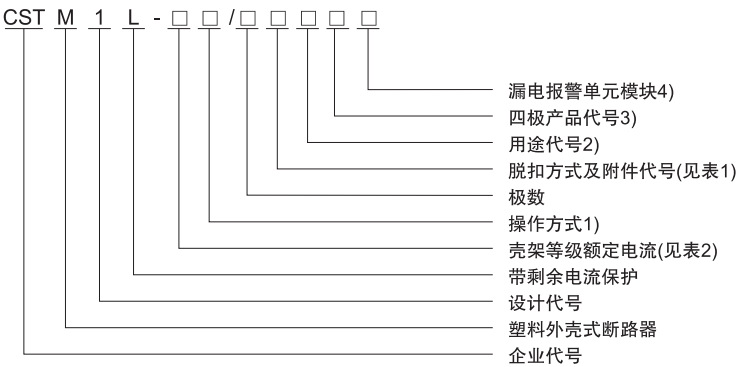 CST M 1 L - □ □ / □ □ □ □ □
漏电报警单元模块4)
四极产品代号3)
用途代号2)
脱扣方式及附件代号(见表1)
极数
操作方式1)
壳架等级额定电流(见表2)
带剩余电流保护
设计代号
塑料外壳式断路器
企业代号